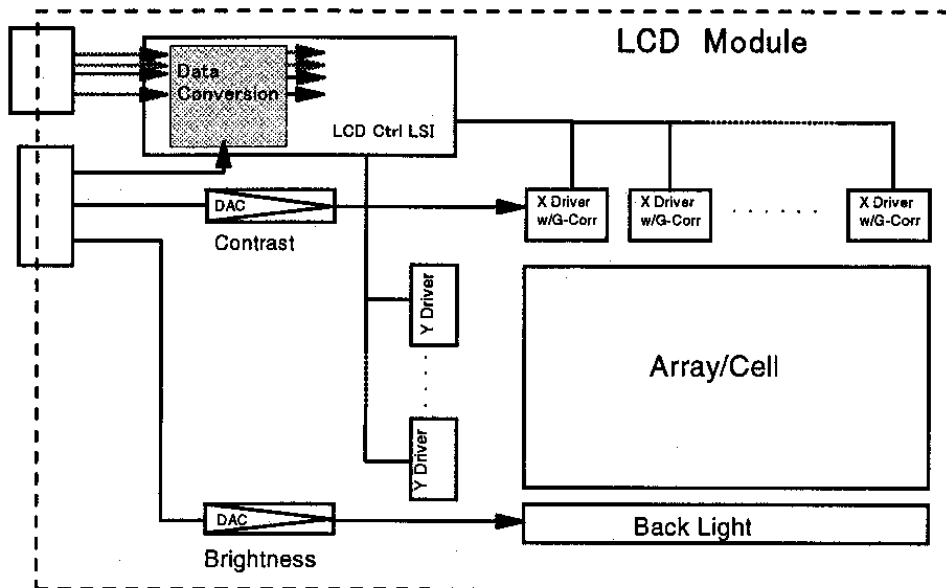 LCD Module
Data
Conversion
LCD Ctrl LSI
DAC
Contrast
X Driver
w/G-Corr
X Driver
w/G-Corr
X Driver
w/G-Corr
Y Driver
Array/Cell
Y Driver
DAC
Brightness
Back Light